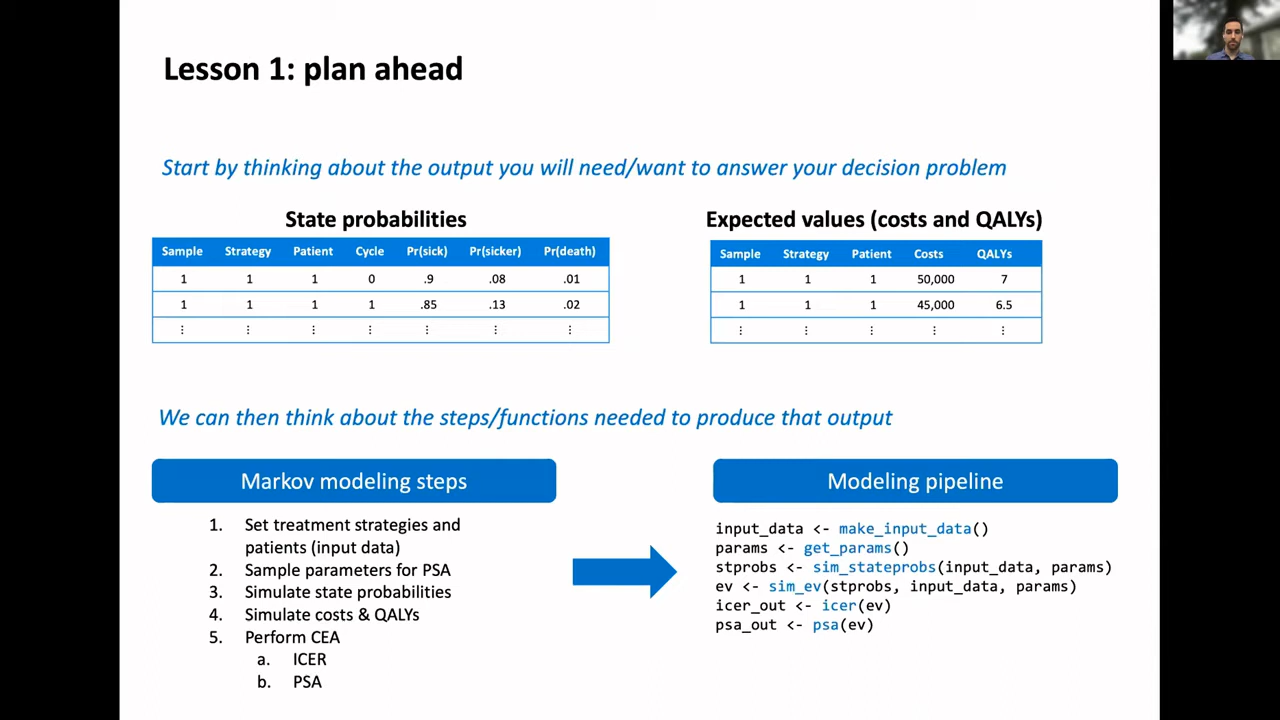 Lesson 1: plan ahead
Start by thinking about the output you will need/want to answer your decision problem
State probabilities
Sample Strategy Patient Cycle Pr(sick) Pr(sicker) Pr(death)
1 1 1 0 .9 .08 .01
1 1 1 1 .85 .13 .02
⋮ ⋮ ⋮ ⋮ ⋮ ⋮ ⋮
Expected values (costs and QALYs)
Sample Strategy Patient Costs QALYs
1 1 1 50,000 7
1 1 1 45,000 6.5
⋮ ⋮ ⋮ ⋮ ⋮
We can then think about the steps/functions needed to produce that output
Markov modeling steps
1. Set treatment strategies and
patients (input data)
2. Sample parameters for PSA
3. Simulate state probabilities
4. Simulate costs & QALYs
5. Perform CEA
a. ICER
b. PSA
Modeling pipeline
input_data <- make_input_data()
params <- get_params()
stprobs <- sim_stateprobs(input_data, params)
ev <- sim_ev(stprobs, input_data, params)
icer_out <- icer(ev)
psa_out <- psa(ev)